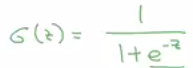 σ(z) = 1 / (1 + e^-z)